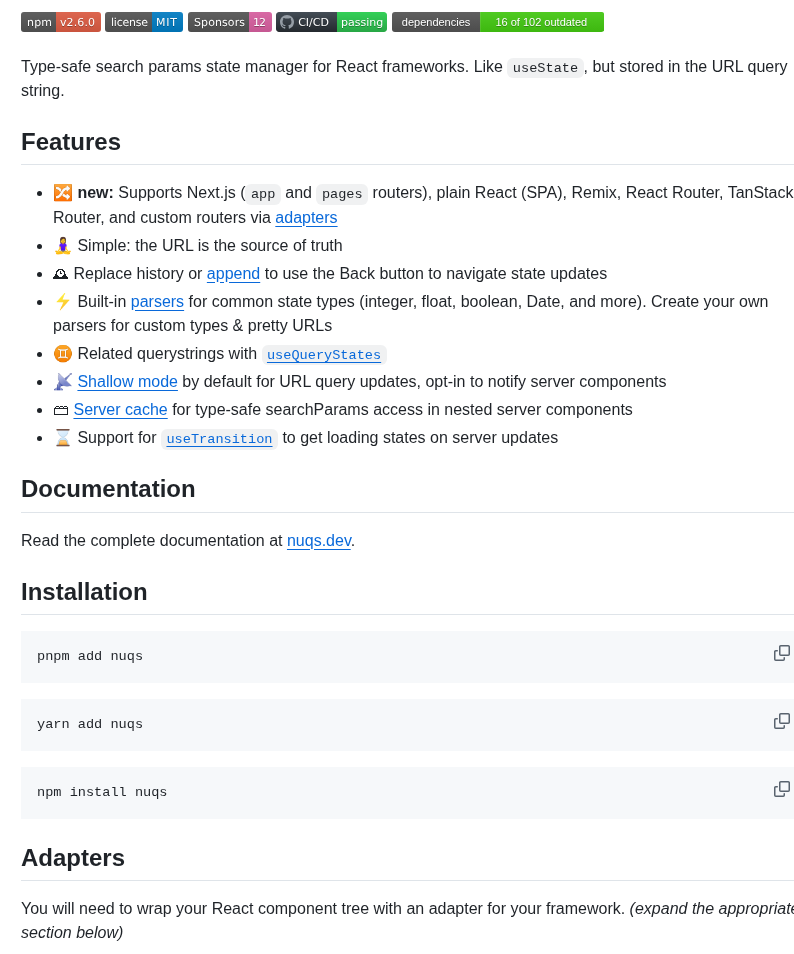 npm v2.6.0 license MIT Sponsors 12 CI/CD passing dependencies 16 of 102 outdated
Type-safe search params state manager for React frameworks. Like useState, but stored in the URL query
string.
Features
• 🔀 new: Supports Next.js (app and pages routers), plain React (SPA), Remix, React Router, TanStack
Router, and custom routers via adapters
• 🧘‍♀️ Simple: the URL is the source of truth
• 🕰 Replace history or append to use the Back button to navigate state updates
• ⚡️ Built-in parsers for common state types (integer, float, boolean, Date, and more). Create your own
parsers for custom types & pretty URLs
• ♊️ Related querystrings with useQueryStates
• 📡 Shallow mode by default for URL query updates, opt-in to notify server components
• 🗃 Server cache for type-safe searchParams access in nested server components
• ⌛️ Support for useTransition to get loading states on server updates
Documentation
Read the complete documentation at nuqs.dev.
Installation
pnpm add nuqs
yarn add nuqs
npm install nuqs
Adapters
You will need to wrap your React component tree with an adapter for your framework. (expand the appropriate
section below)